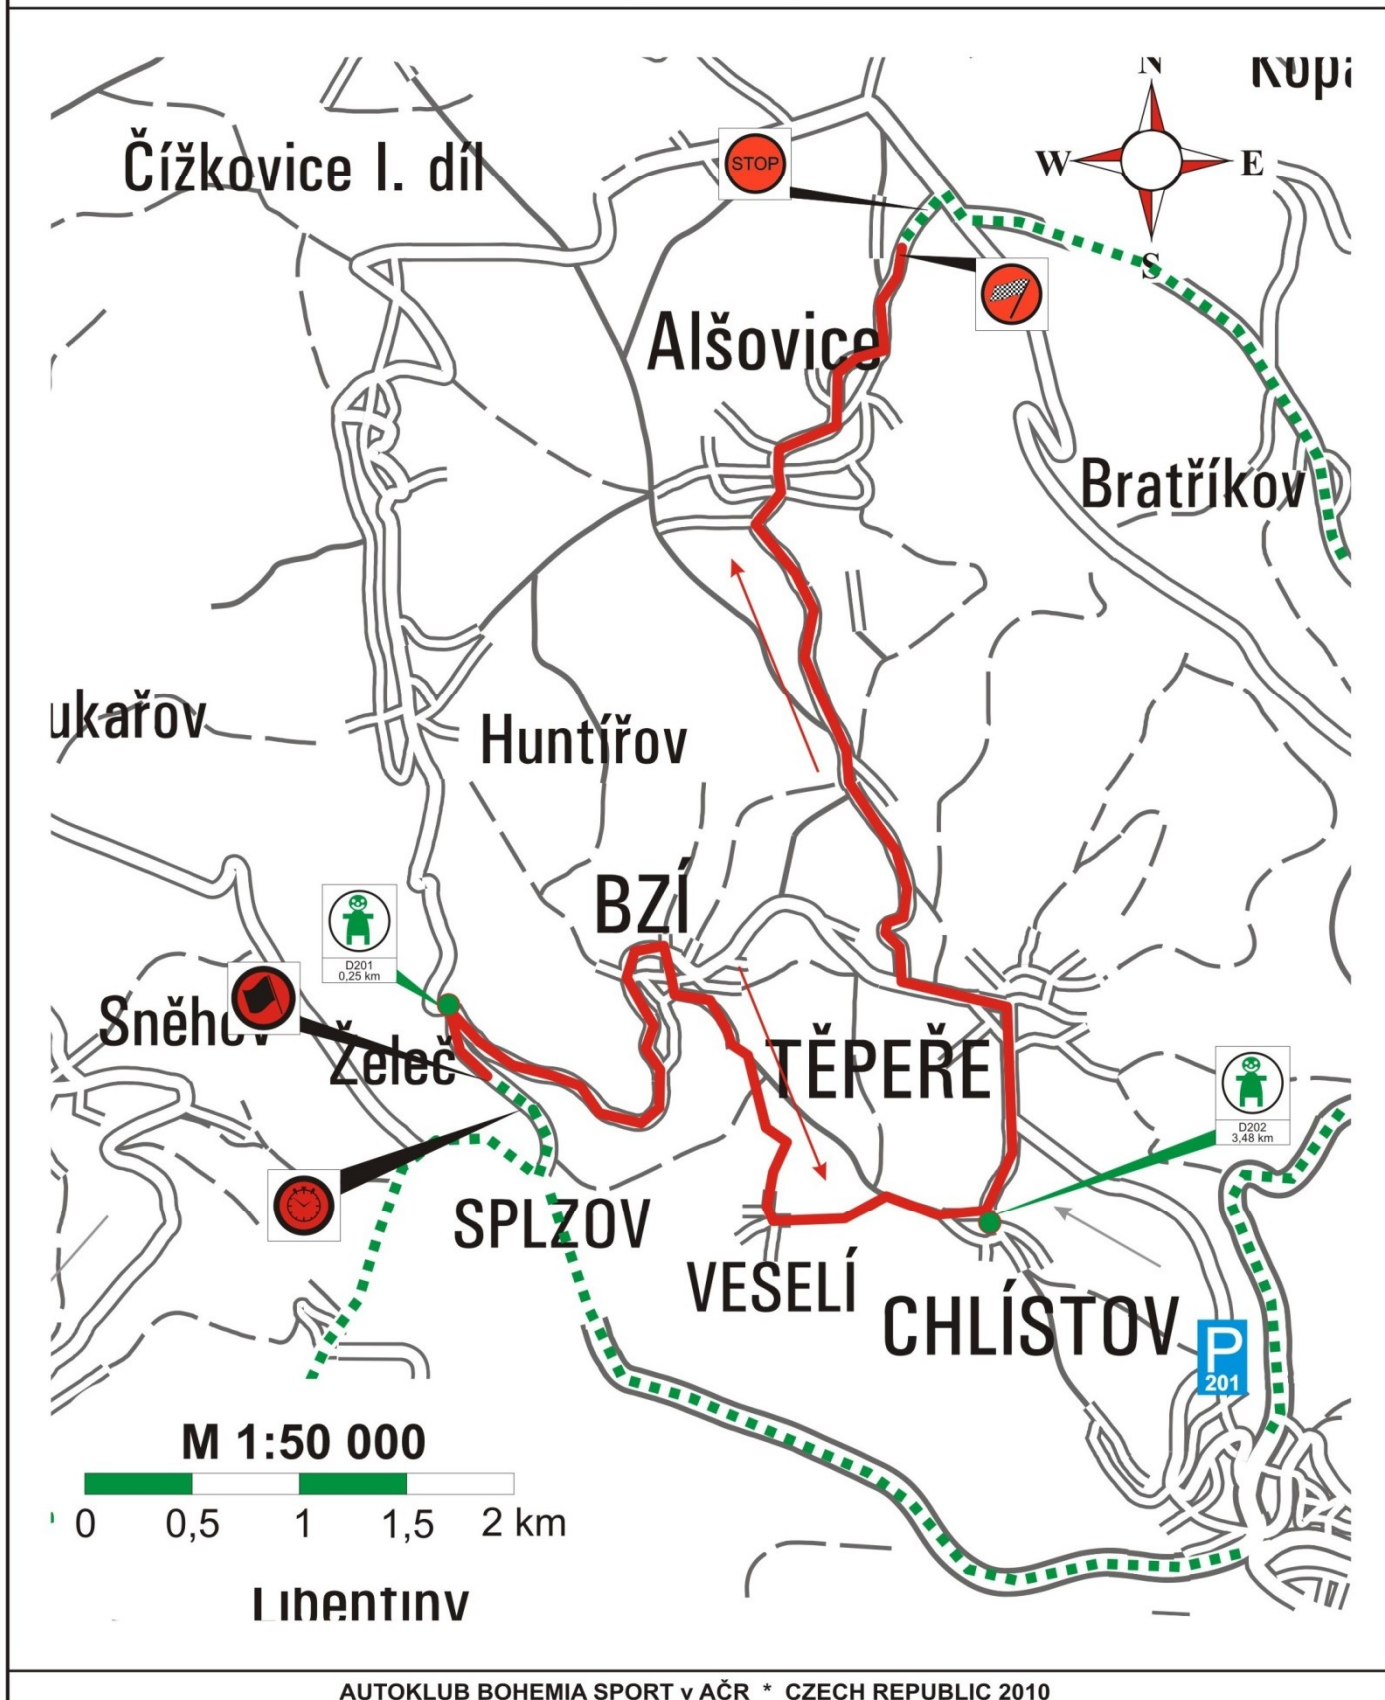 N
Kopa
Čížkovice I. díl
STOP
W
E
S
Alšovice
Bratříkov
ukařov
Huntířov
BZÍ
D201
0,25 km
Sněhov
Želeč
TĚPEŘE
D202
3,48 km
SPLZOV
VESELÍ
CHLÍSTOV
P
201
M 1:50 000
0 0,5 1 1,5 2 km
Libentiny
AUTOKLUB BOHEMIA SPORT v AČR * CZECH REPUBLIC 2010